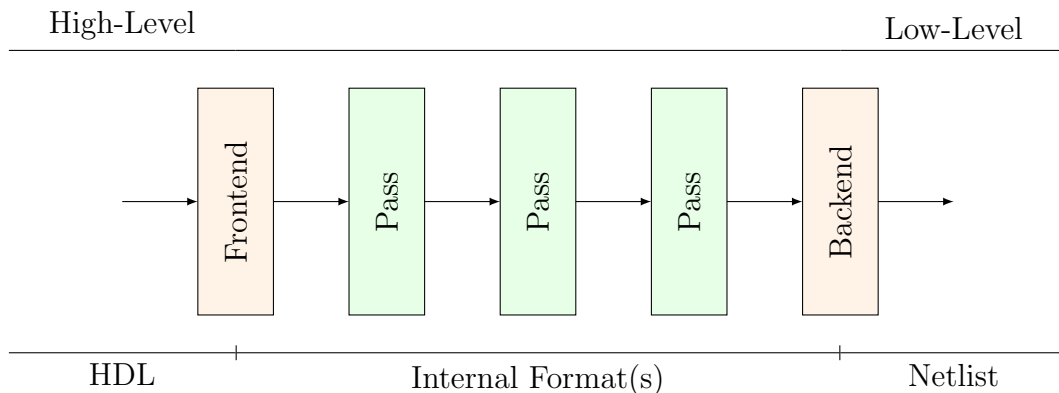 High-Level
Low-Level
Frontend
Pass
Pass
Pass
Backend
HDL
Internal Format(s)
Netlist